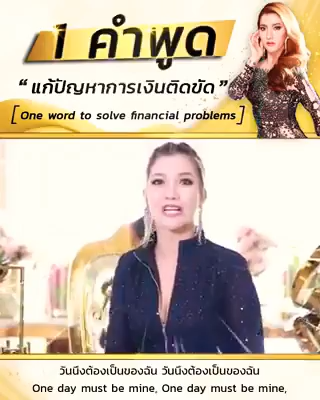 1 คำพูด
“ แก้ปัญหาการเงินติดขัด ”
[One word to solve financial problems]
วันนึงต้องเป็นของฉัน วันนึงต้องเป็นของฉัน
One day must be mine, One day must be mine,